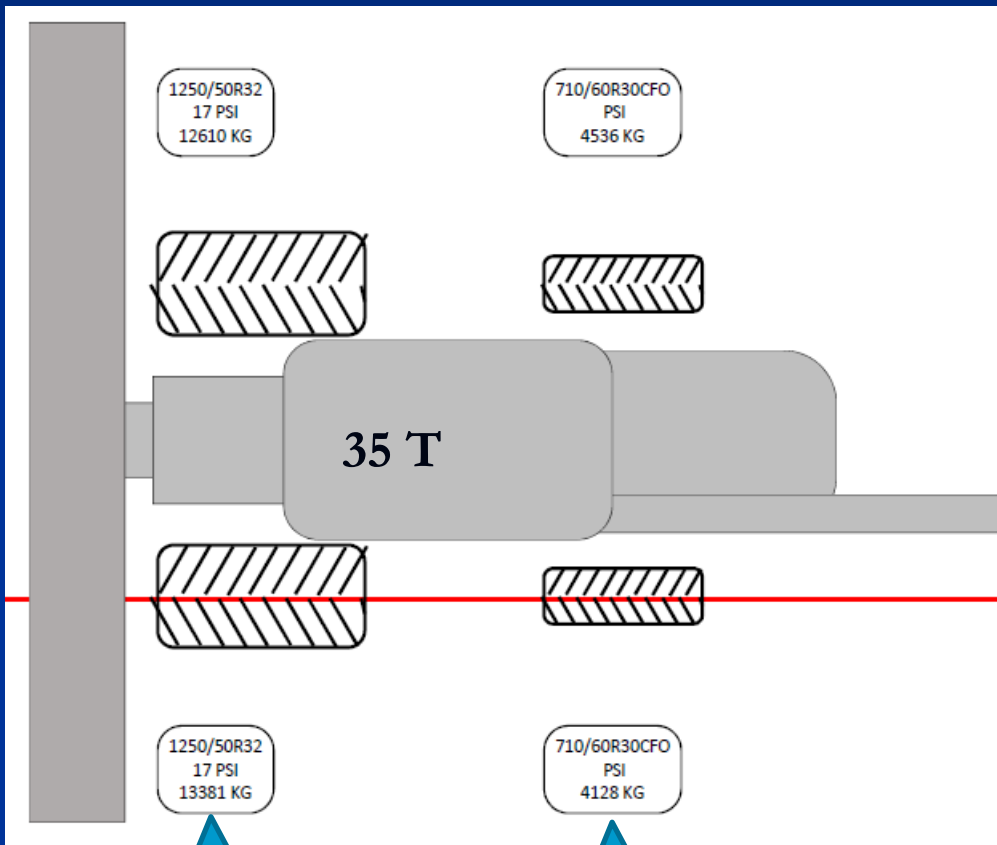 1250/50R32
17 PSI
12610 KG
710/60R30CFO
PSI
4536 KG
35 T
1250/50R32
17 PSI
13381 KG
710/60R30CFO
PSI
4128 KG